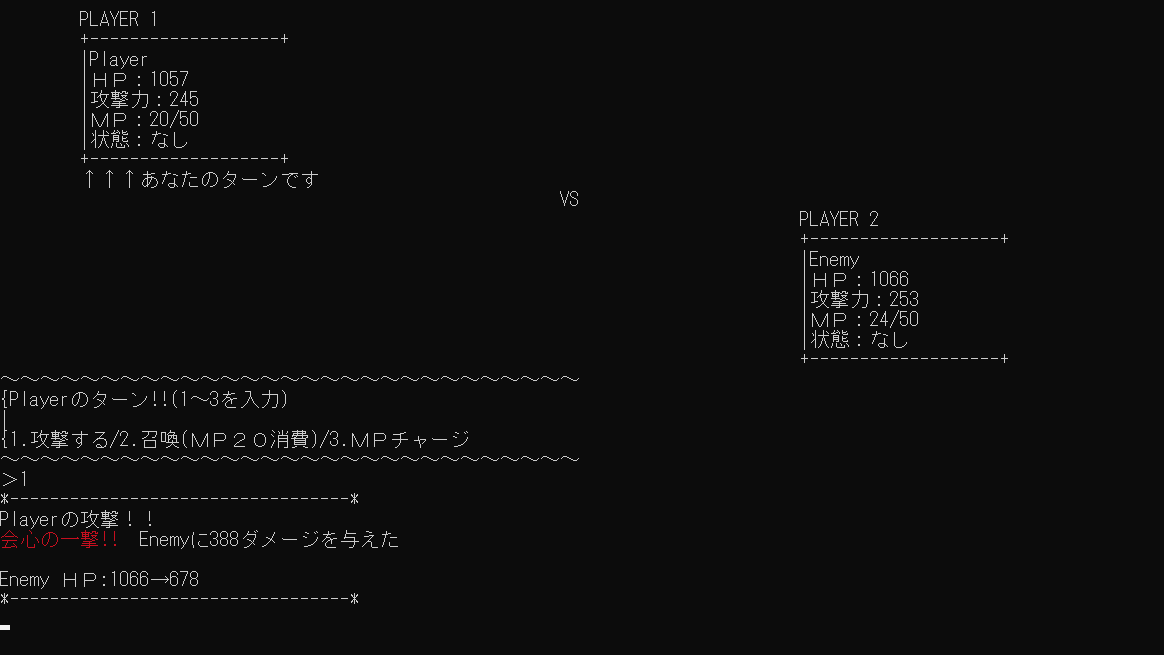 PLAYER 1
+-------------------+
|Player
|ＨＰ：1057
|攻撃力：245
|ＭＰ：20/50
|状態：なし
+-------------------+
↑↑↑あなたのターンです
VS
PLAYER 2
+-------------------+
|Enemy
|ＨＰ：1066
|攻撃力：253
|ＭＰ：24/50
|状態：なし
+-------------------+
～～～～～～～～～～～～～～～～～～～～～～～～～～～～～
{Playerのターン!!(1～3を入力)
|
{1.攻撃する/2.召喚(ＭＰ２０消費)/3.ＭＰチャージ
～～～～～～～～～～～～～～～～～～～～～～～～～～～～～
＞1
*----------------------------------*
Playerの攻撃！！
会心の一撃!!　Enemyに388ダメージを与えた
Enemy ＨＰ:1066→678
*----------------------------------*